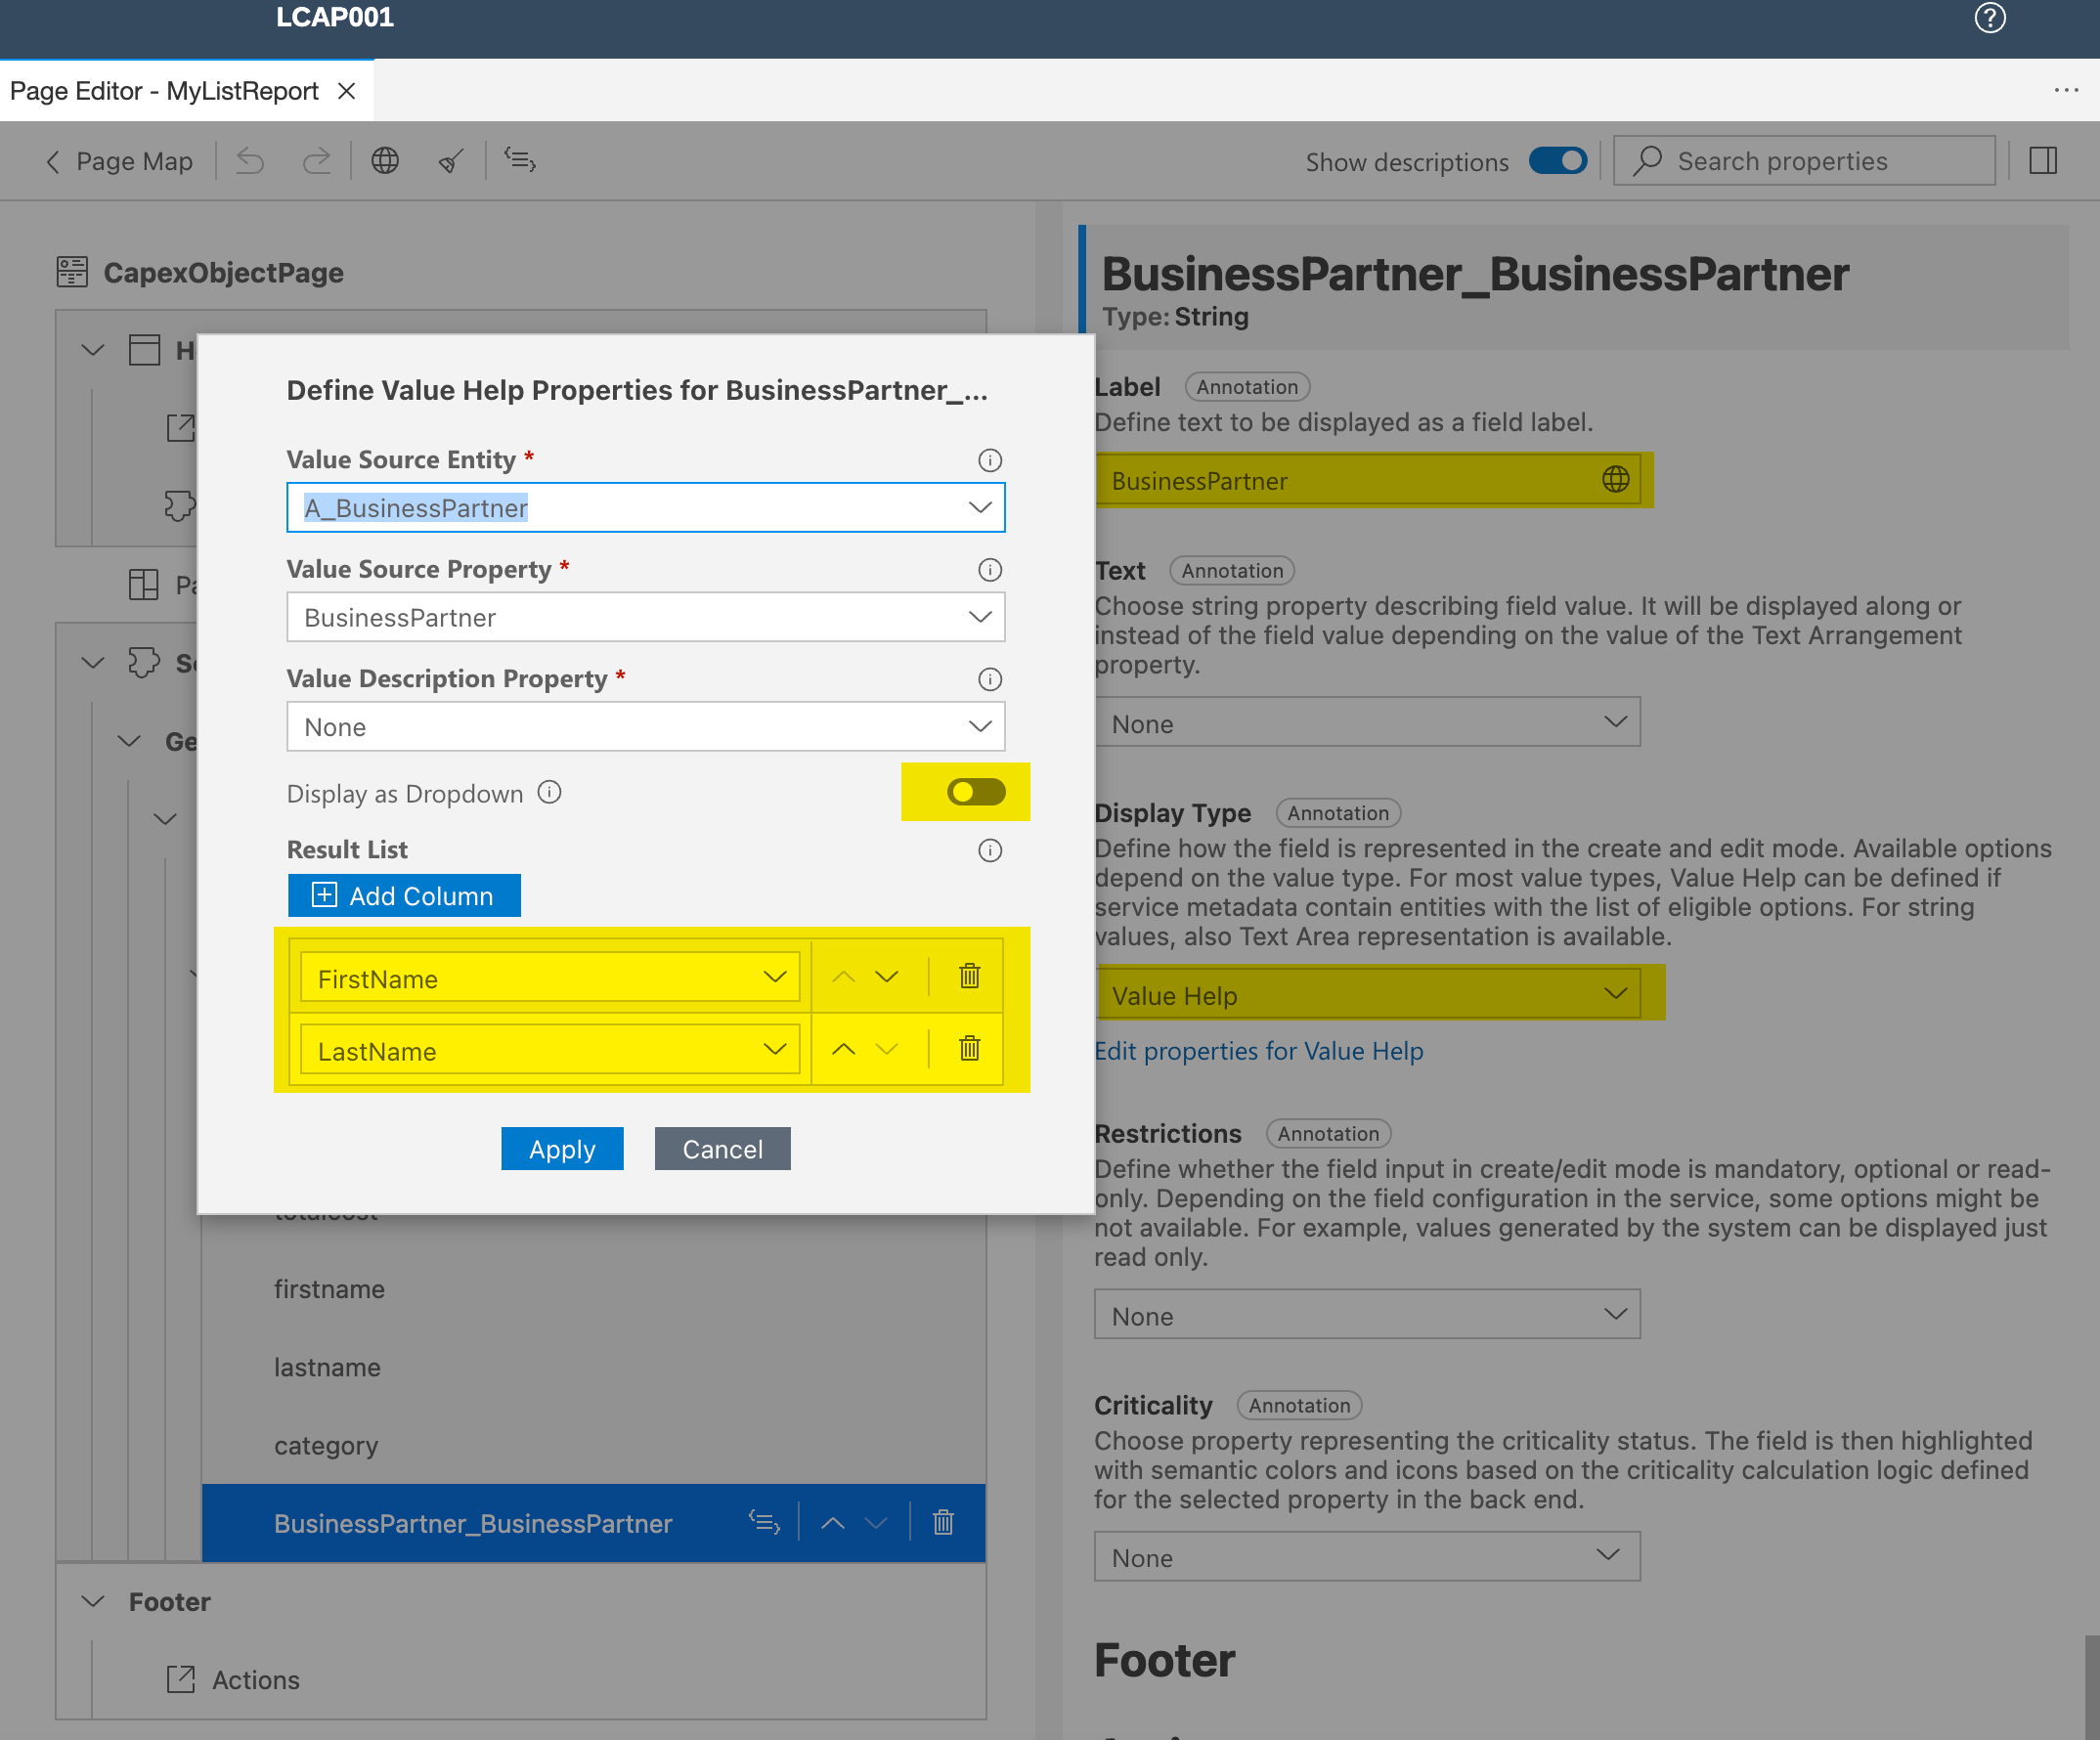 LCAP001
Page Editor - MyListReport
Page Map
Show descriptions
Search properties
CapexObjectPage
Define Value Help Properties for BusinessPartner_...
Value Source Entity *
A_BusinessPartner
Value Source Property *
BusinessPartner
Value Description Property *
None
Display as Dropdown
Result List
Add Column
FirstName
LastName
Apply
Cancel
firstname
lastname
category
BusinessPartner_BusinessPartner
Footer
Actions
BusinessPartner_BusinessPartner
Type: String
Label Annotation
Define text to be displayed as a field label.
BusinessPartner
Text Annotation
Choose string property describing field value. It will be displayed along or
instead of the field value depending on the value of the Text Arrangement
property.
None
Display Type Annotation
Define how the field is represented in the create and edit mode. Available options
depend on the value type. For most value types, Value Help can be defined if
service metadata contain entities with the list of eligible options. For string
values, also Text Area representation is available.
Value Help
Edit properties for Value Help
Restrictions Annotation
Define whether the field input in create/edit mode is mandatory, optional or read-
only. Depending on the field configuration in the service, some options might be
not available. For example, values generated by the system can be displayed just
read only.
None
Criticality Annotation
Choose property representing the criticality status. The field is then highlighted
with semantic colors and icons based on the criticality calculation logic defined
for the selected property in the back end.
None
Footer